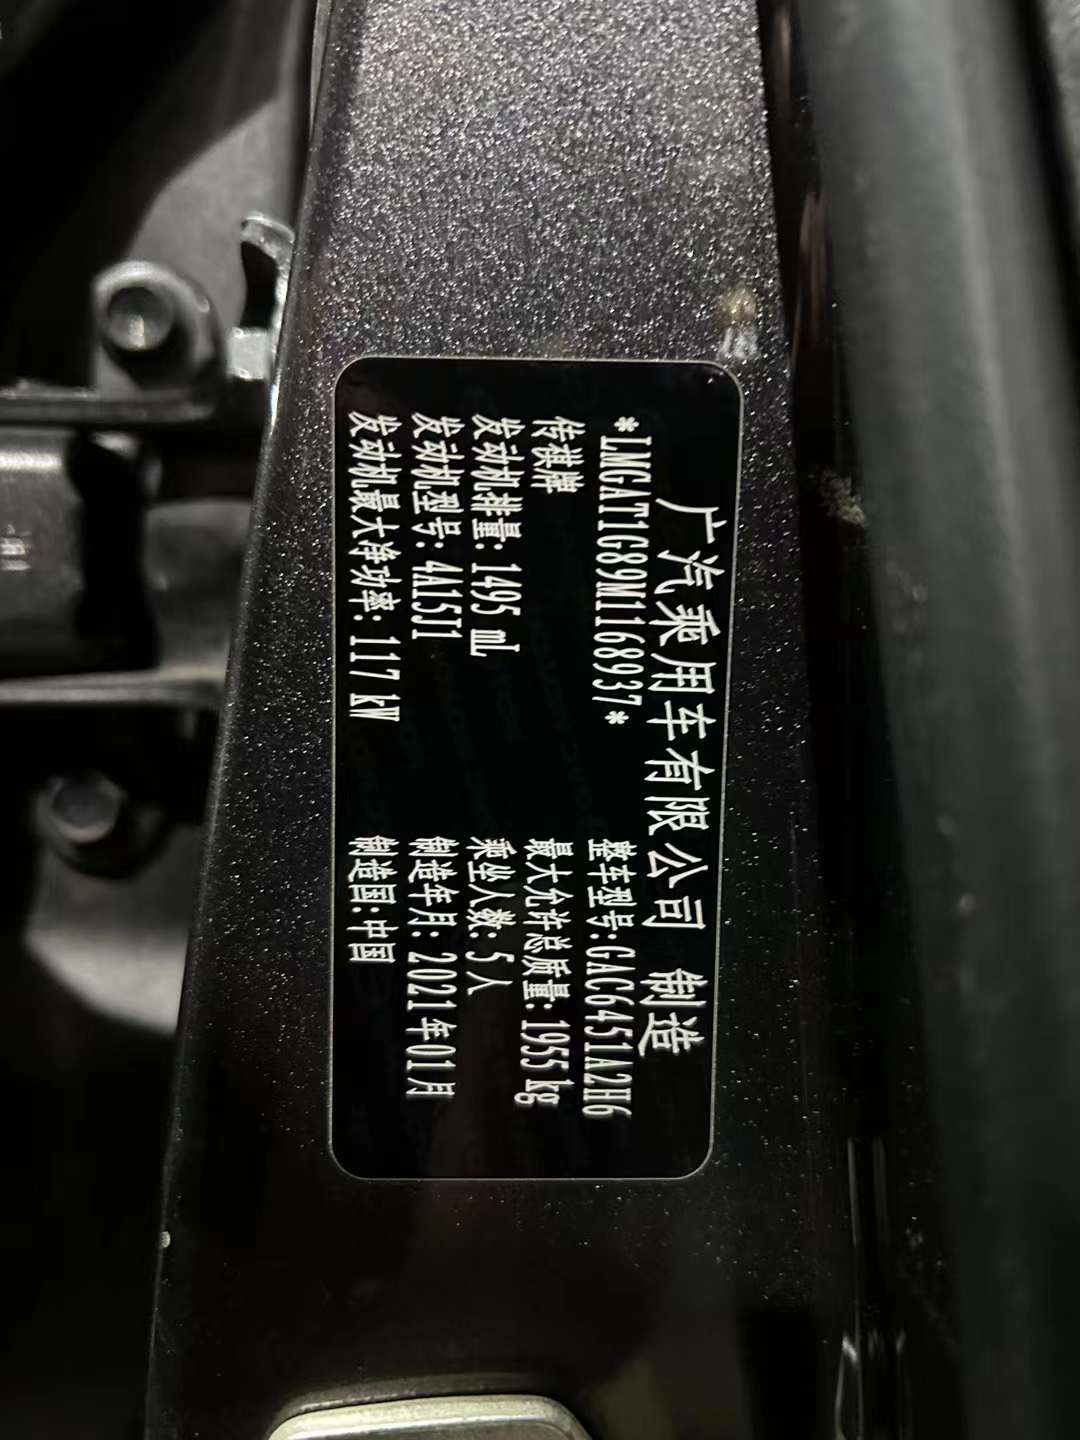 广汽乘用车有限公司 制造
*LMGAT1G89M1168937*
整车型号:GAC6451A2H6
传祺牌
最大允许总质量:1955 kg
发动机排量:1495 mL
乘坐人数:5人
发动机型号:4A15J1
制造年月:2021年01月
发动机最大净功率:117 kW
制造国:中国